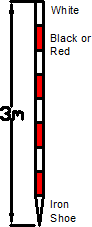 White
Black or
Red
3m
Iron
Shoe